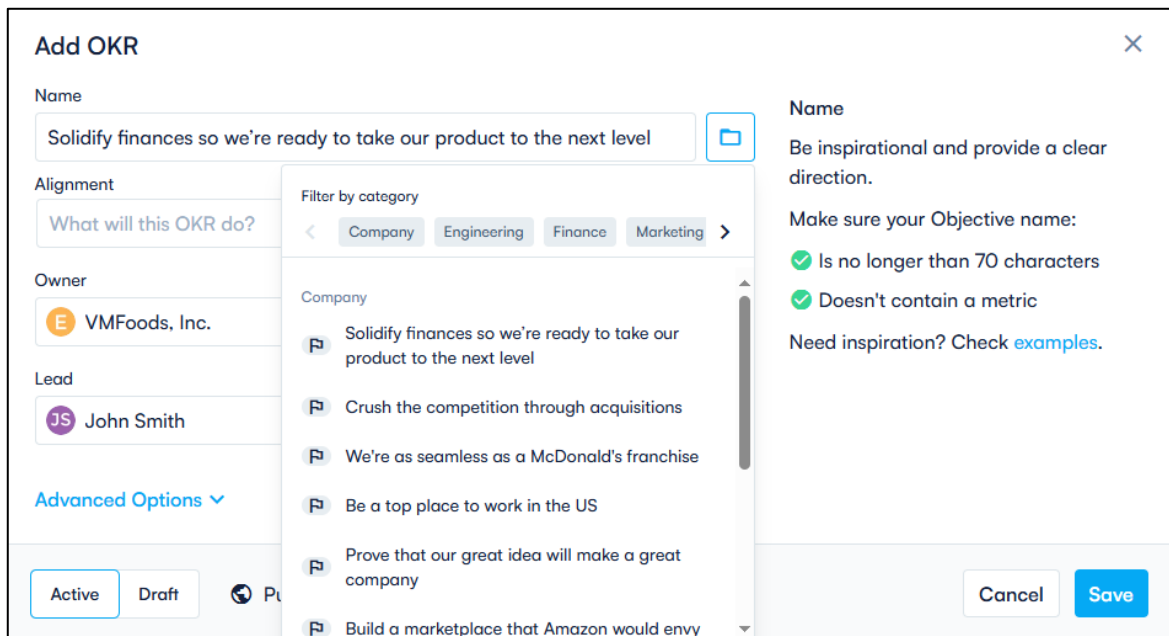 Add OKR
Name
Solidify finances so we're ready to take our product to the next level
Alignment
What will this OKR do?
Owner
E VMFoods, Inc.
Lead
JS John Smith
Advanced Options
Filter by category
Company Engineering Finance Marketing
Company
Solidify finances so we're ready to take our
product to the next level
Crush the competition through acquisitions
We're as seamless as a McDonald's franchise
Be a top place to work in the US
Prove that our great idea will make a great
company
Build a marketplace that Amazon would envy
Name
Be inspirational and provide a clear
direction.
Make sure your Objective name:
Is no longer than 70 characters
Doesn't contain a metric
Need inspiration? Check examples.
Active Draft Pu
Cancel Save